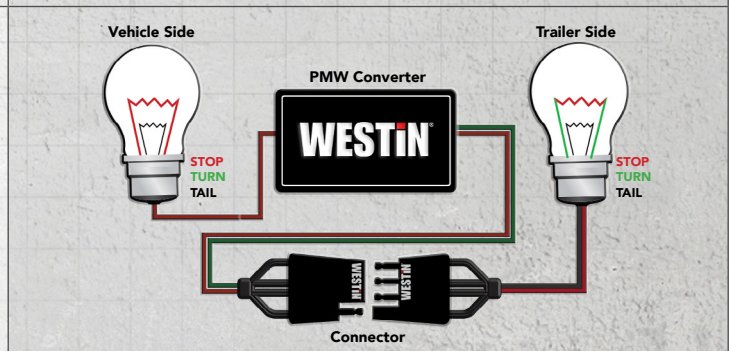 Vehicle Side
Trailer Side
PMW Converter
WESTIN
STOP
TURN
TAIL
STOP
TURN
TAIL
WESTIN
WESTIN
Connector